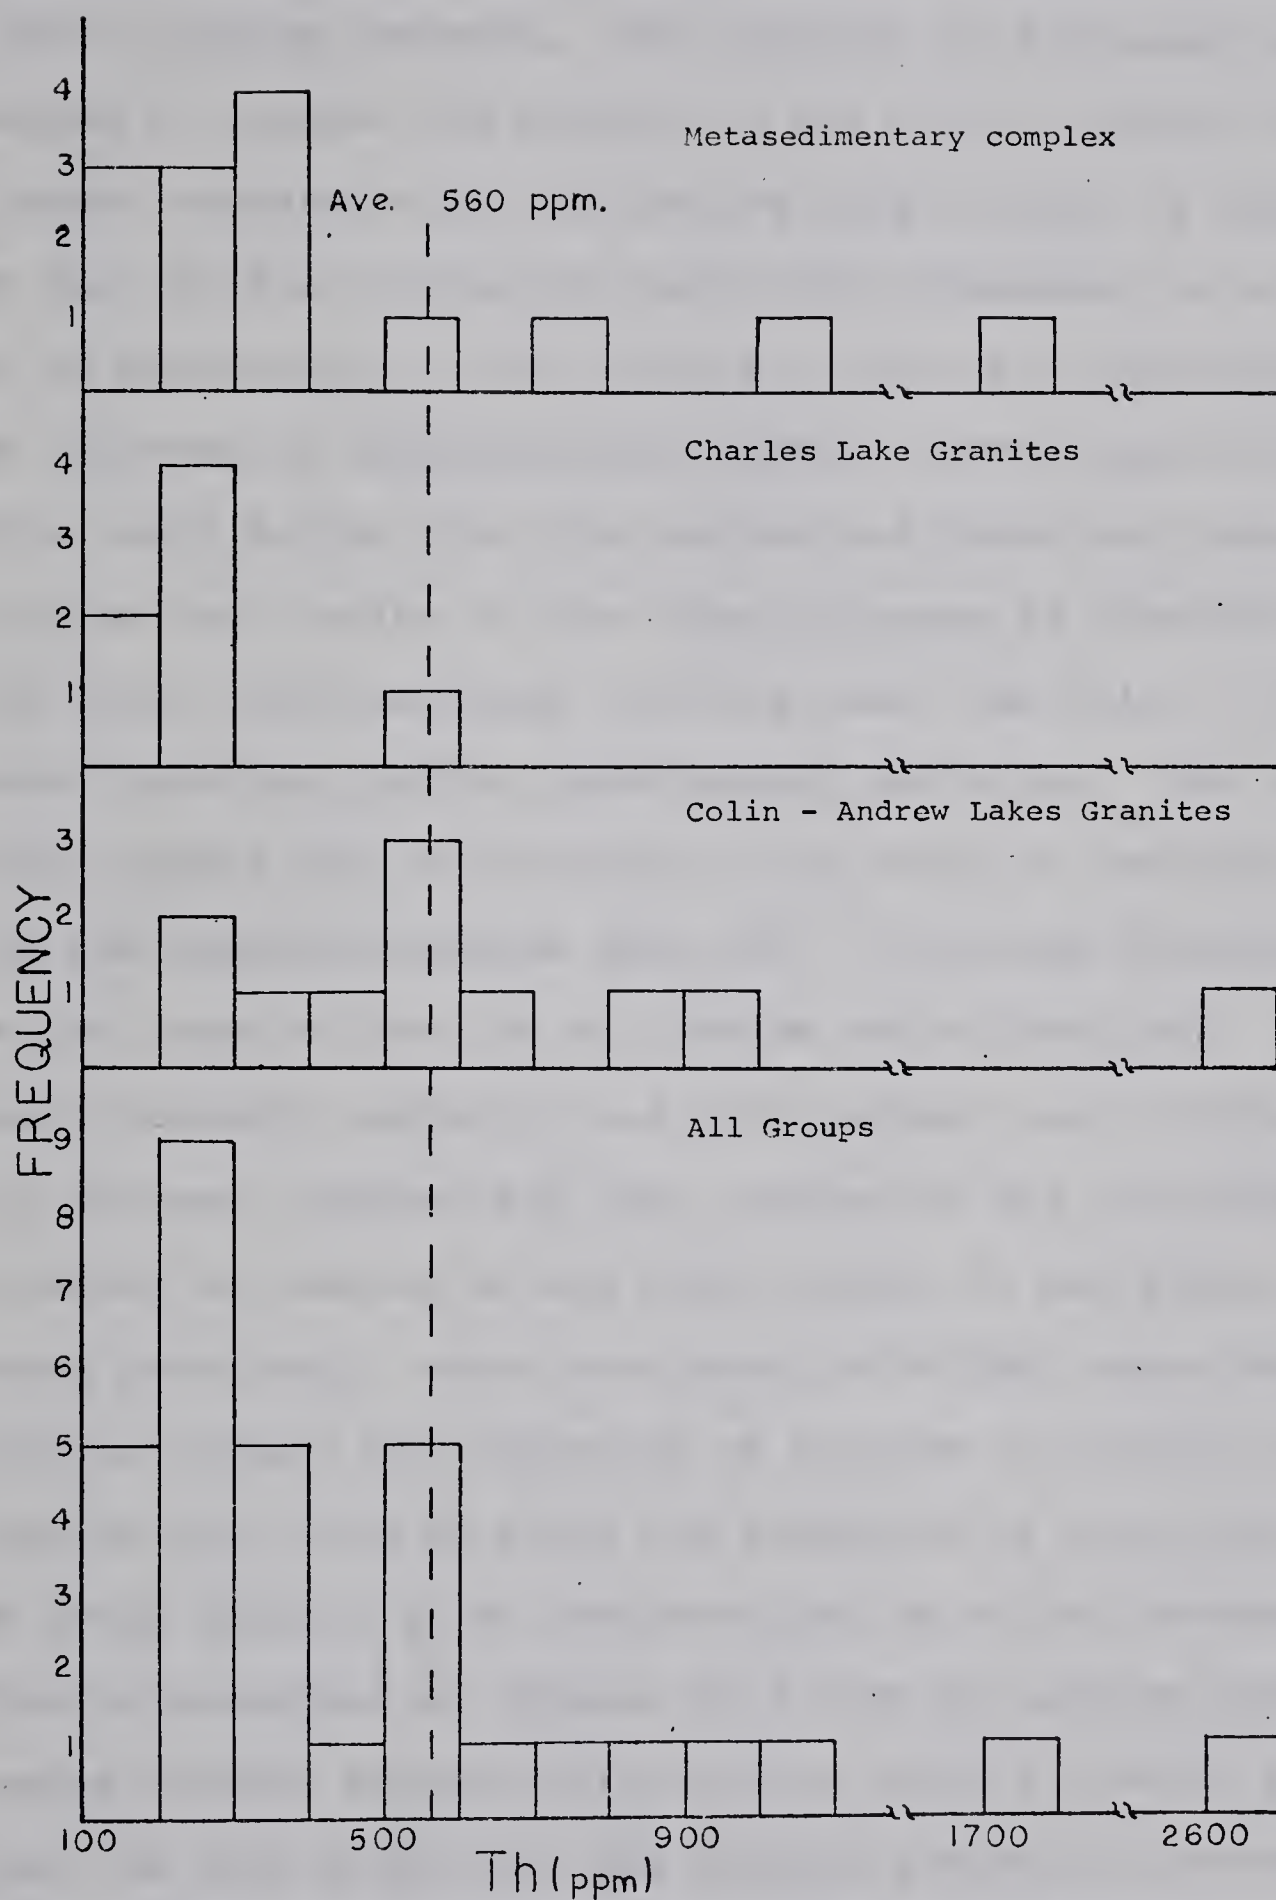 4
Metasedimentary complex
3
Ave. 560 ppm.
2
1
Charles Lake Granites
4
3
2
1
Colin - Andrew Lakes Granites
3
2
1
FREQUENCY
All Groups
9
8
7
6
5
4
3
2
1
100 500 900 1700 2600
Th (ppm)